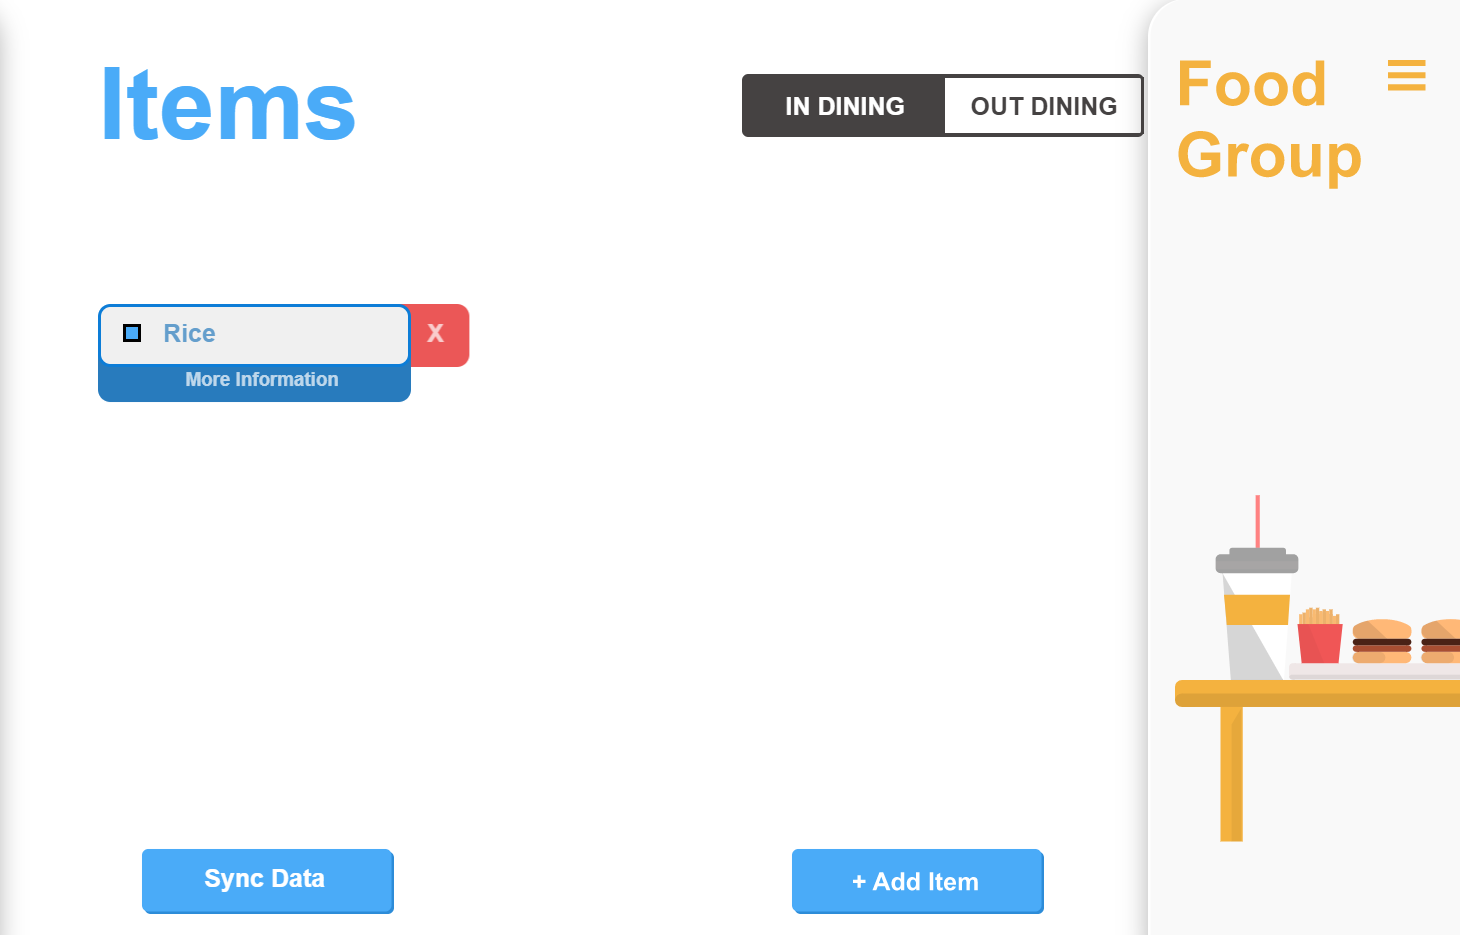 Items
IN DINING
OUT DINING
Food
Group
Rice
X
More Information
Sync Data
+ Add Item